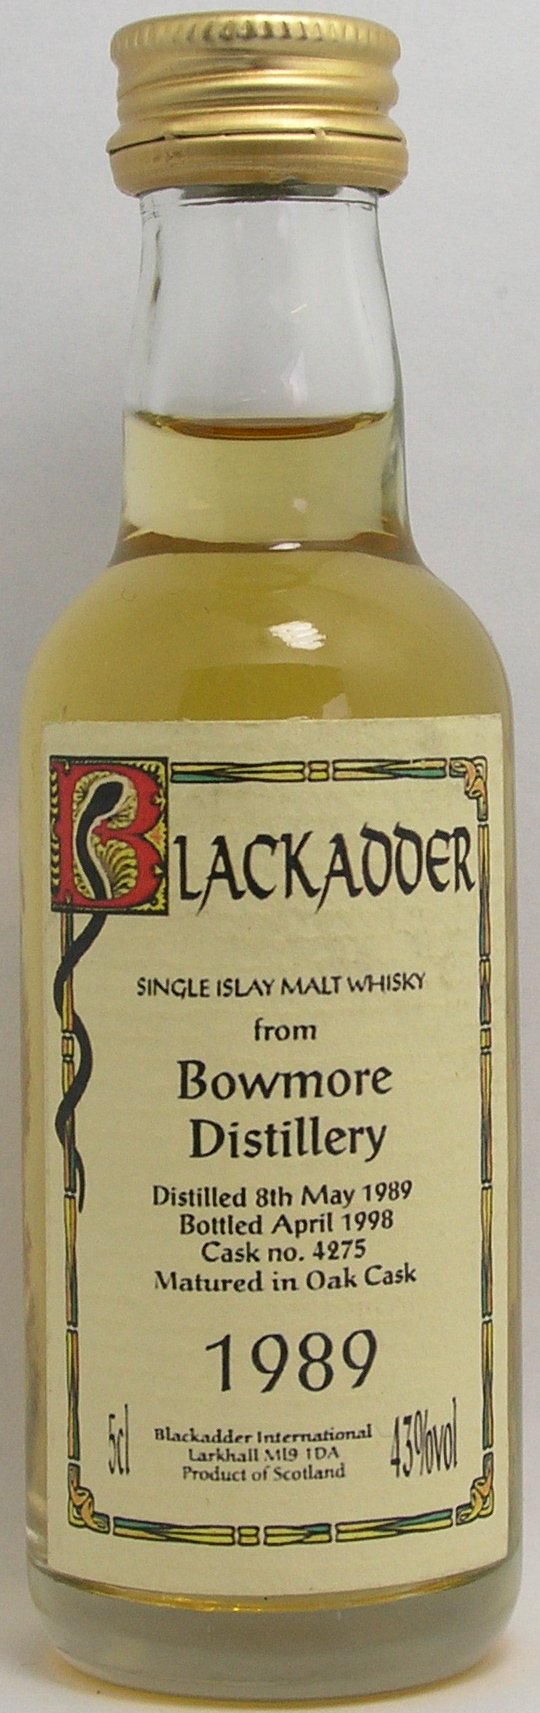 BLACKADDER
SINGLE ISLAY MALT WHISKY
from
Bowmore
Distillery
Distilled 8th May 1989
Bottled April 1998
Cask no. 4275
Matured in Oak Cask
1989
5cl
Blackadder International
Larkhall Ml9 1DA
Product of Scotland
43%vol